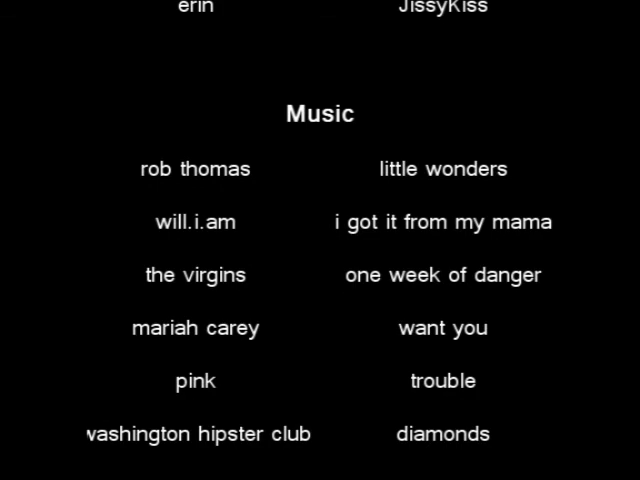 erin JissyKiss
Music
rob thomas little wonders
will.i.am i got it from my mama
the virgins one week of danger
mariah carey want you
pink trouble
washington hipster club diamonds